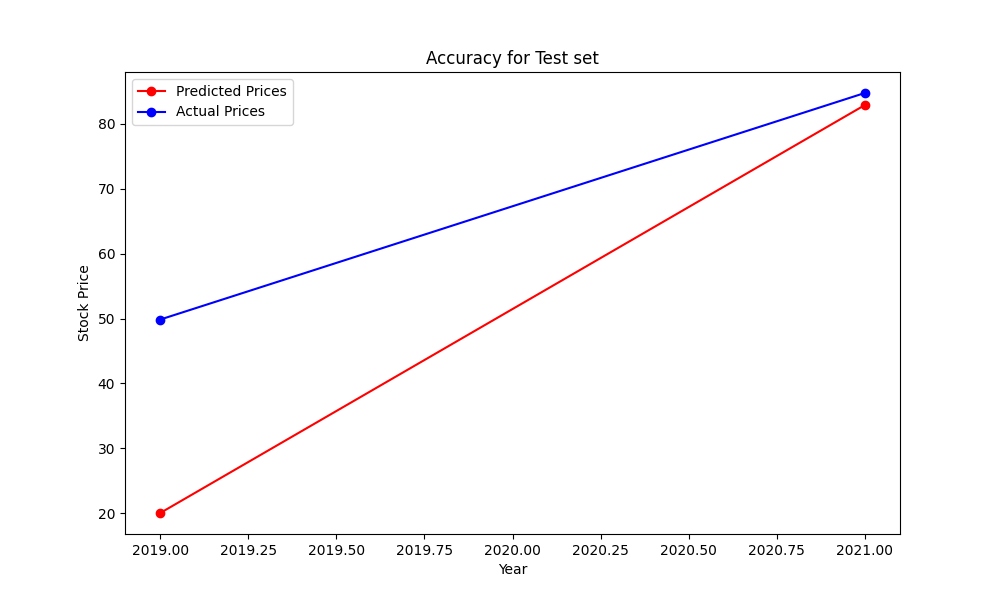 Accuracy for Test set
Predicted Prices
Actual Prices
Stock Price
80
70
60
50
40
30
20
2019.00 2019.25 2019.50 2019.75 2020.00 2020.25 2020.50 2020.75 2021.00
Year